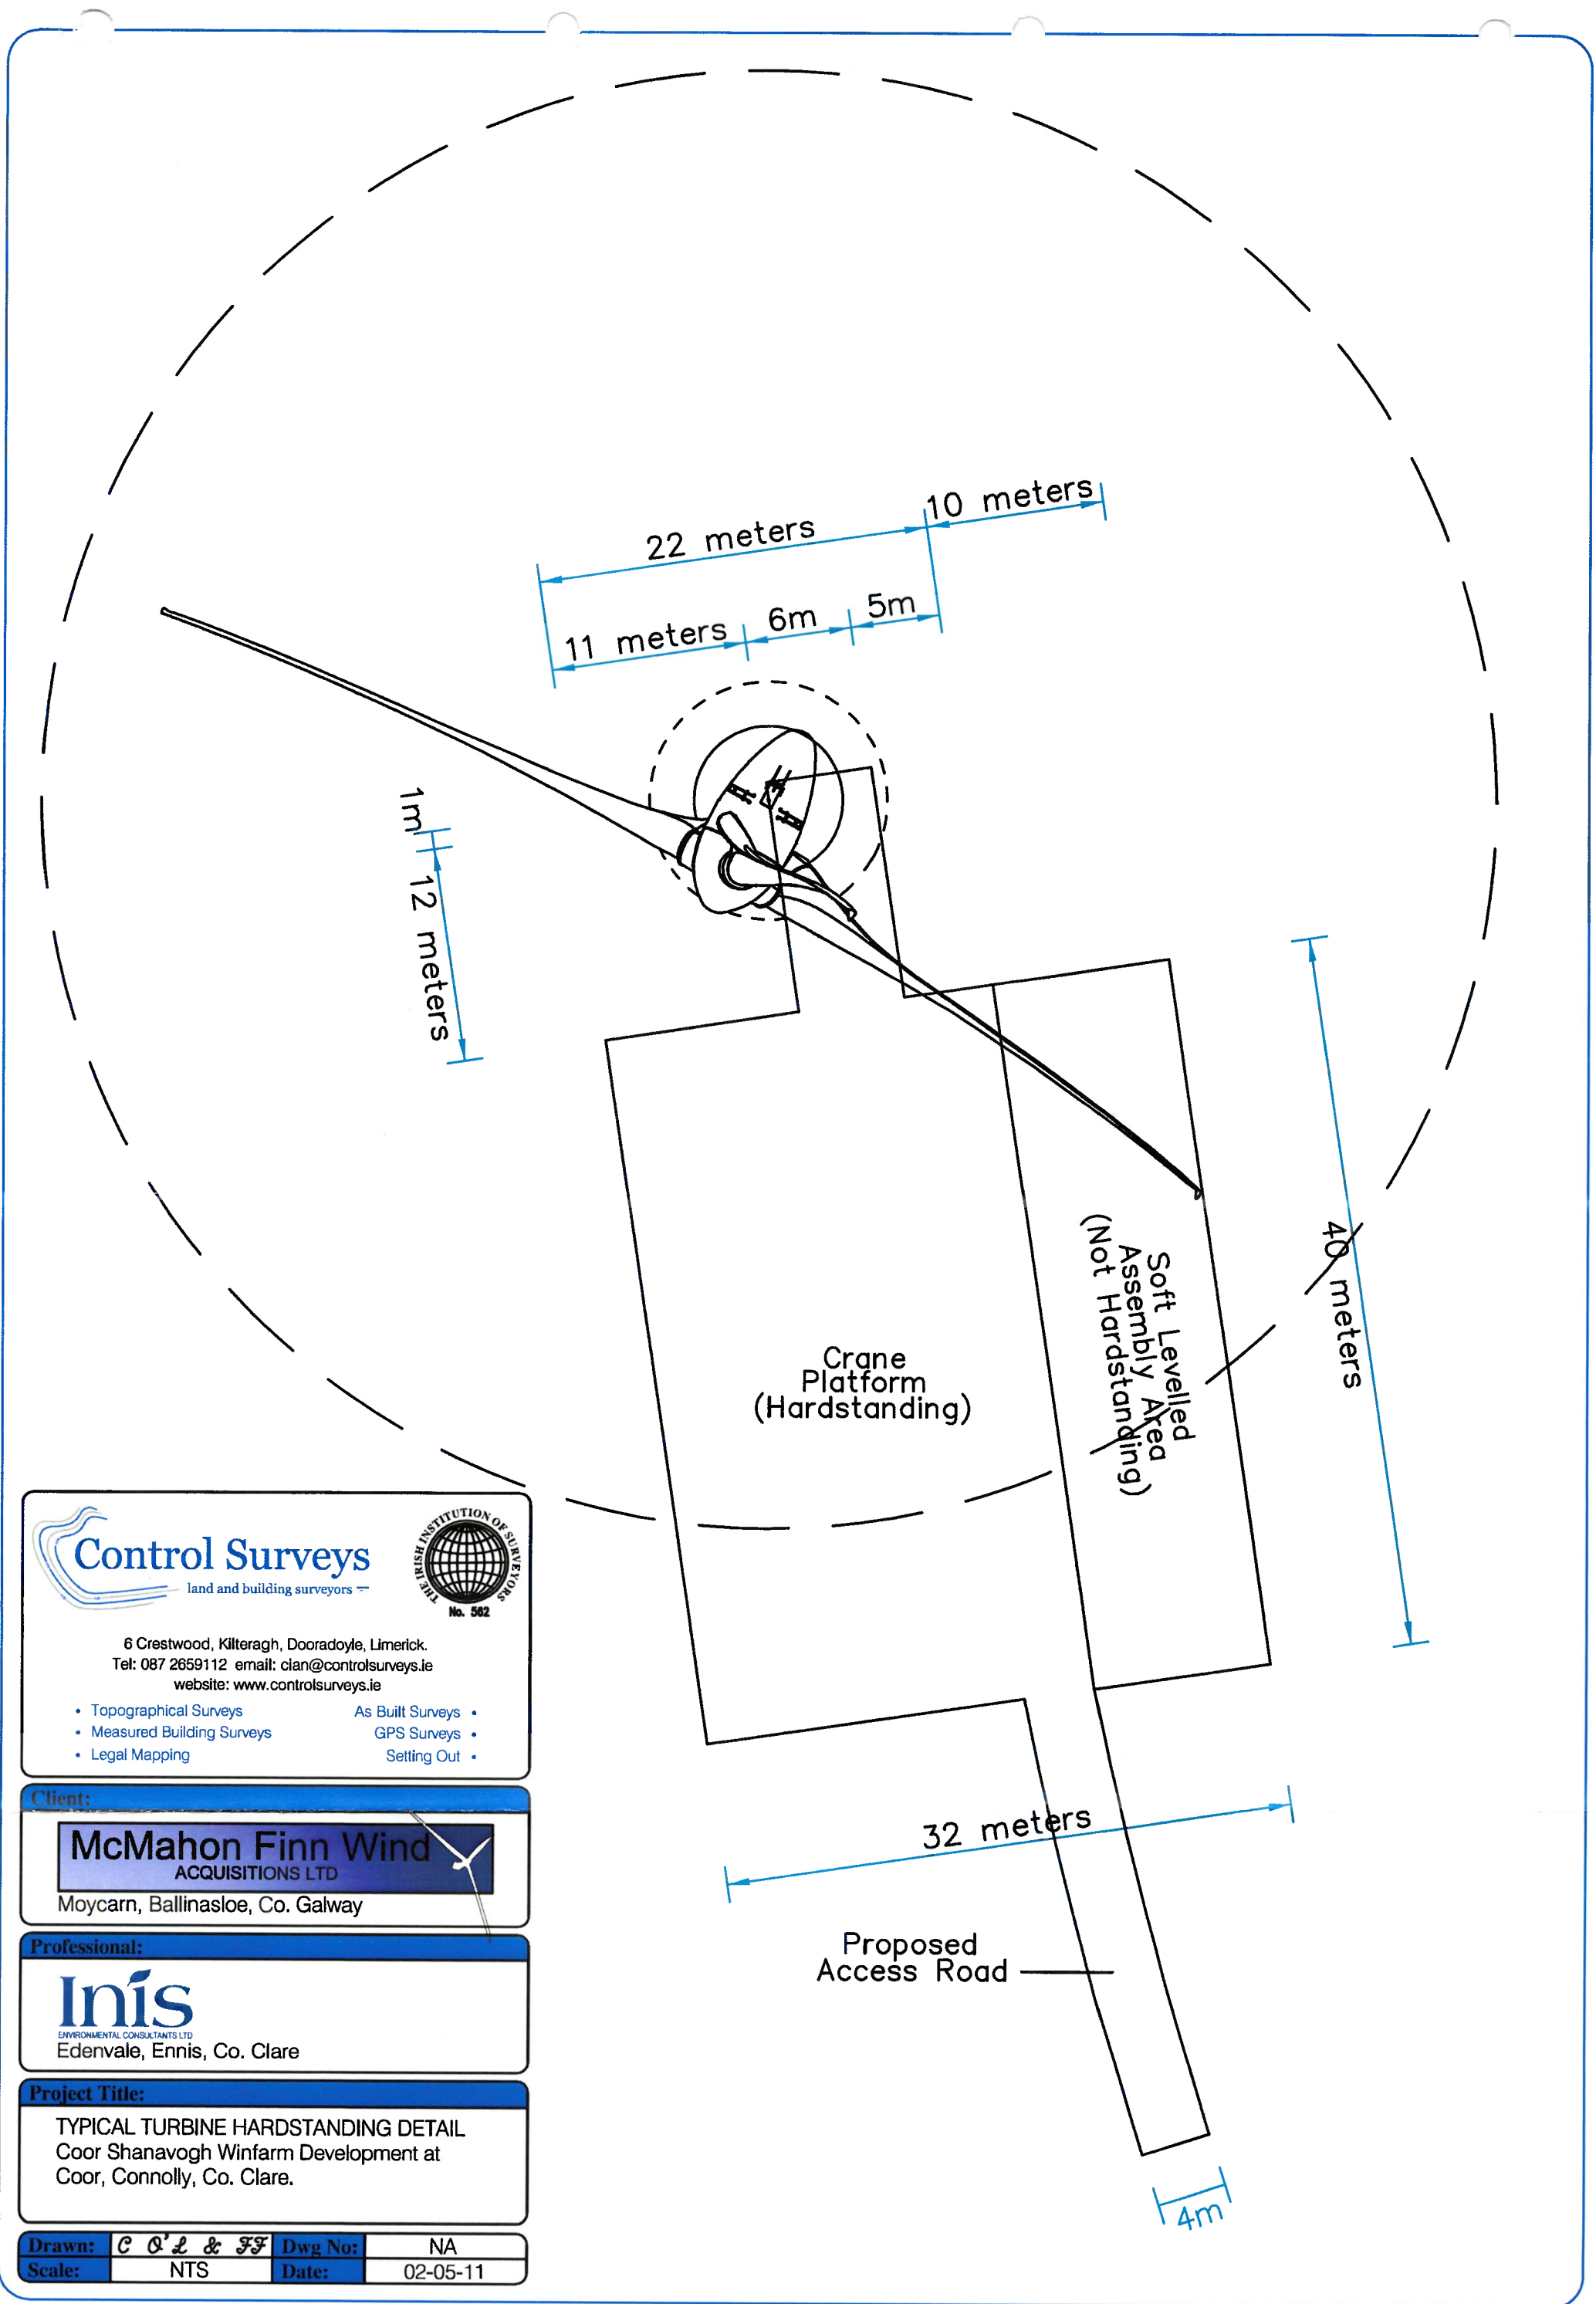 10 meters
22 meters
5m
6m
11 meters
1m
12 meters
40 meters
Soft Levelled
Assembly Area
(Not Hardstanding)
Crane
Platform
(Hardstanding)
32 meters
Proposed
Access Road
4m
Control Surveys
land and building surveyors
THE IRISH INSTITUTION OF SURVEYORS
No. 562
6 Crestwood, Kilteragh, Dooradoyle, Limerick.
Tel: 087 2659112 email: cian@controlsurveys.ie
website: www.controlsurveys.ie
• Topographical Surveys
• Measured Building Surveys
• Legal Mapping
As Built Surveys •
GPS Surveys •
Setting Out •
Client:
McMahon Finn Wind
ACQUISITIONS LTD
Moycarn, Ballinasloe, Co. Galway
Professional:
Inis
ENVIRONMENTAL CONSULTANTS LTD
Edenvale, Ennis, Co. Clare
Project Title:
TYPICAL TURBINE HARDSTANDING DETAIL
Coor Shanavogh Winfarm Development at
Coor, Connolly, Co. Clare.
Drawn: C O'L & FF Dwg No: NA
Scale: NTS Date: 02-05-11